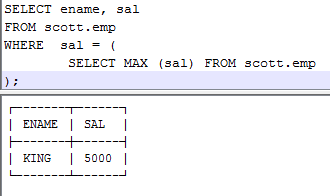 SELECT ename, sal
FROM scott.emp
WHERE  sal = (
        SELECT MAX (sal) FROM scott.emp
);
ENAME | SAL
KING | 5000